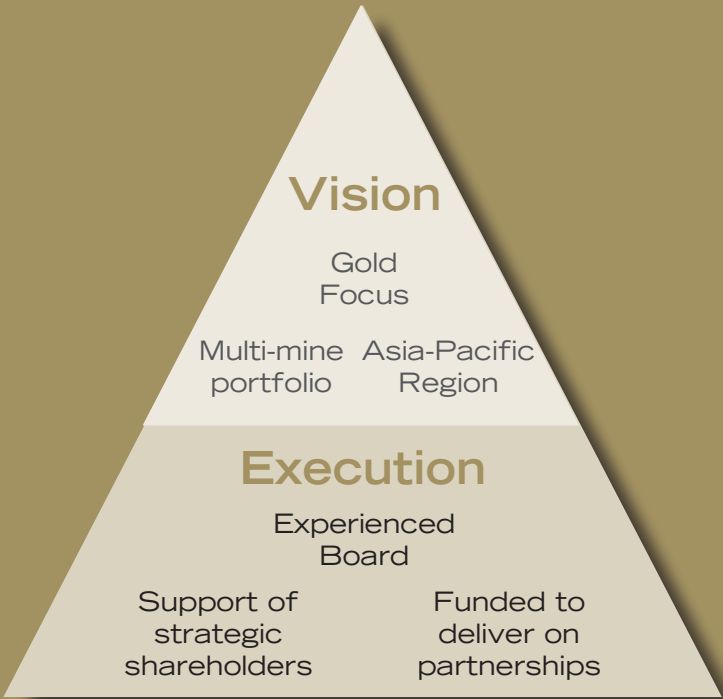 Vision
Gold
Focus
Multi-mine Asia-Pacific
portfolio Region
Execution
Experienced
Board
Support of
strategic
shareholders
Funded to
deliver on
partnerships